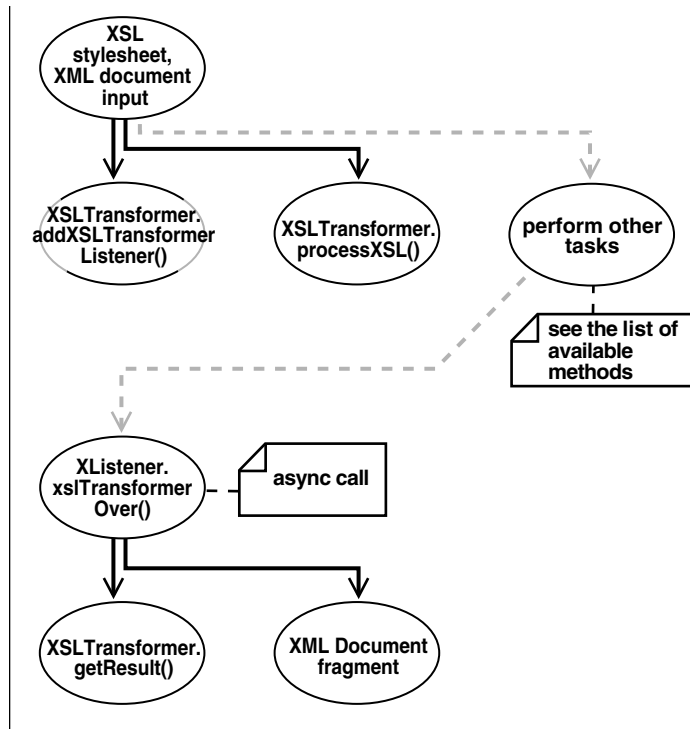 XSL
stylesheet,
XML document
input
XSLTransformer.
addXSLTransformer
Listener()
XSLTransformer.
processXSL()
perform other
tasks
see the list of
available
methods
XListener.
xslTransformer
Over()
async call
XSLTransformer.
getResult()
XML Document
fragment